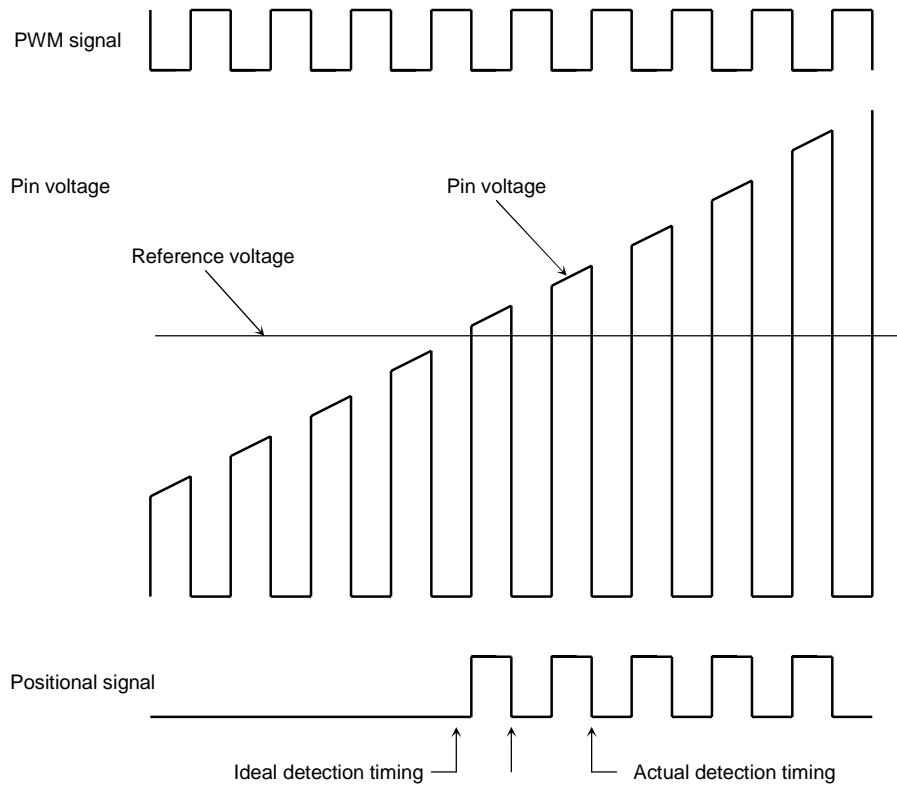 PWM signal
Pin voltage
Pin voltage
Reference voltage
Positional signal
Ideal detection timing
Actual detection timing